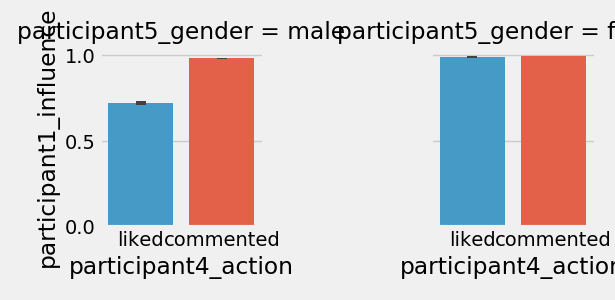 participant5_gender = male
participant5_gender = f
participant1_influence
1.0
0.5
0.0
liked
commented
liked
commented
participant4_action
participant4_action